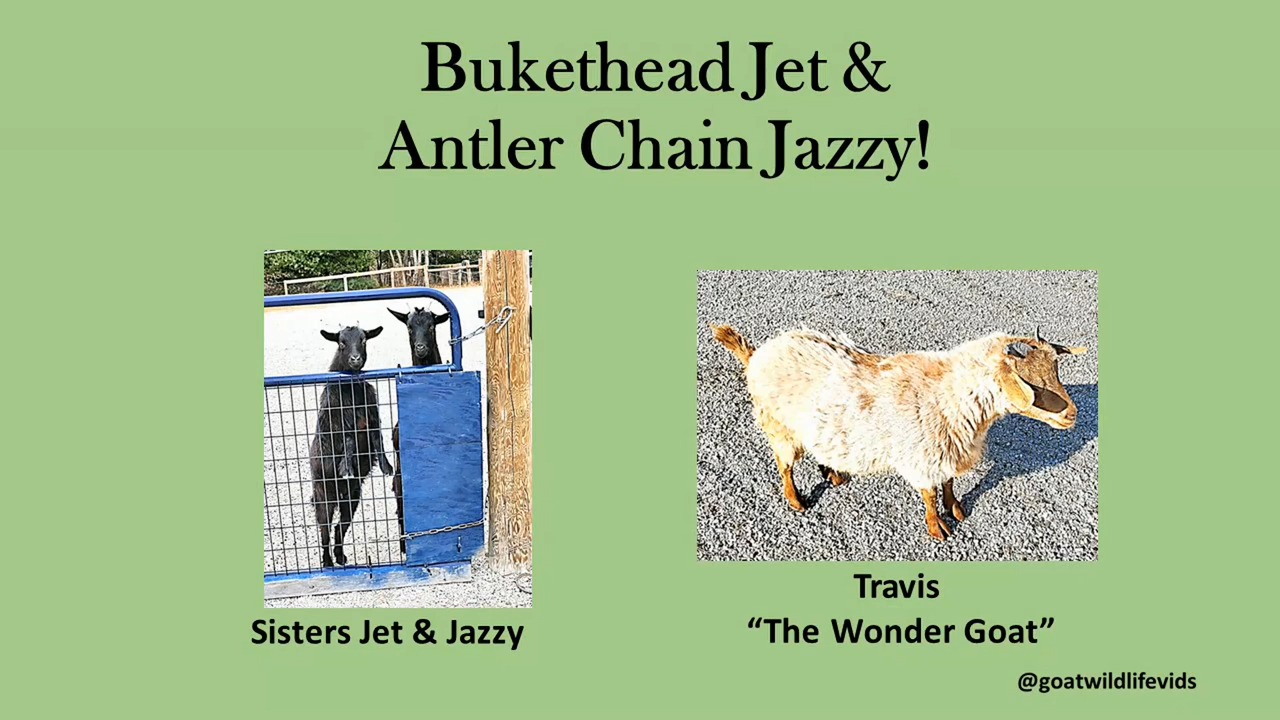 Bukethead Jet &
Antler Chain Jazzy!
Sisters Jet & Jazzy
Travis
“The Wonder Goat”
@goatwildlifevids